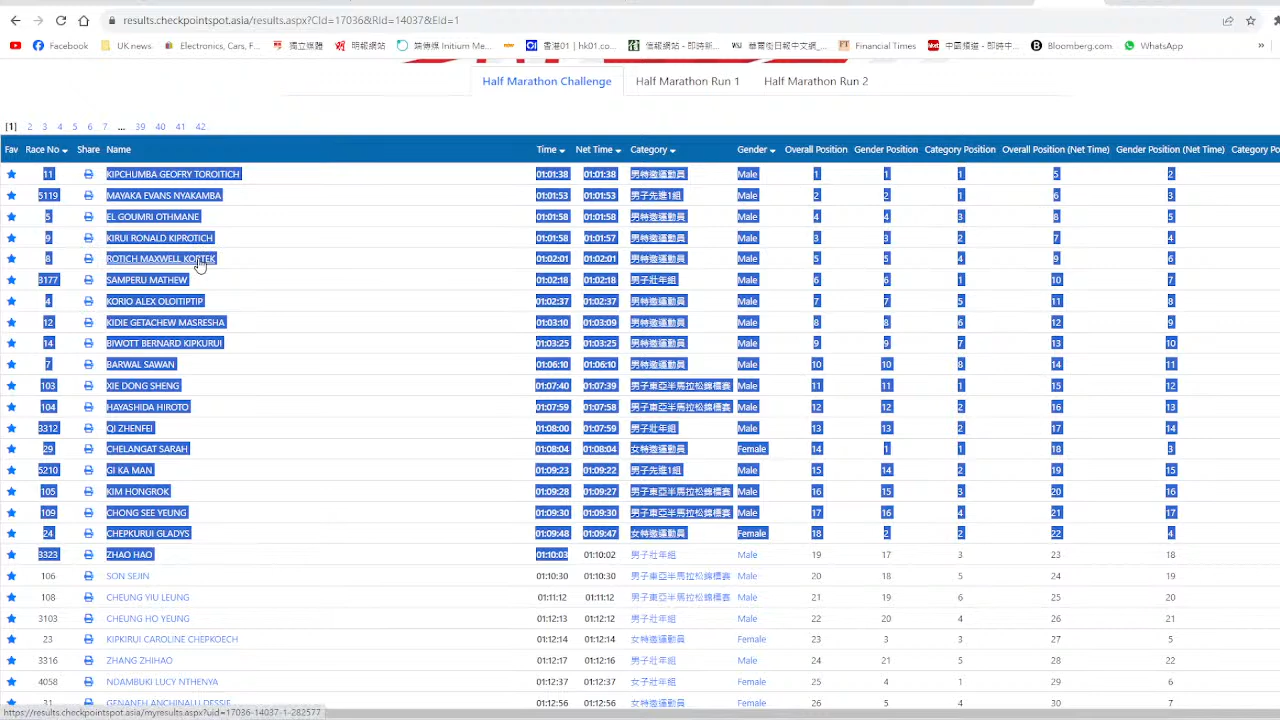 results.checkpointspot.asia/results.aspx?CId=17036&RId=14037&EId=1
Facebook UK news Electronics, Cars, F... 獨立媒體 明報新聞網 端傳媒 Initium Me... 香港01 | hk01.co... 信報網站 - 即時新... 華爾街日報中文網_... Financial Times 中國頻道 - 即時中... Bloomberg.com WhatsApp »
Half Marathon Challenge Half Marathon Run 1 Half Marathon Run 2
[1] 2 3 4 5 6 7 ... 39 40 41 42
Fav Race No Share Name Time Net Time Category Gender Overall Position Gender Position Category Position Overall Position (Net Time) Gender Position (Net Time) Category Po
11 KIPCHUMBA GEOFRY TOROITICH 01:01:38 01:01:38 男特邀運動員 Male 1 1 1 5 2
5119 MAYAKA EVANS NYAKAMBA 01:01:53 01:01:53 男子先進1組 Male 2 2 1 6 3
5 EL GOUMRI OTHMANE 01:01:58 01:01:58 男特邀運動員 Male 4 4 3 8 5
9 KIRUI RONALD KIPROTICH 01:01:58 01:01:57 男特邀運動員 Male 3 3 2 7 4
8 ROTICH MAXWELL KORTEK 01:02:01 01:02:01 男特邀運動員 Male 5 5 4 9 6
3177 SAMPERU MATHEW 01:02:18 01:02:18 男子壯年組 Male 6 6 1 10 7
4 KORIO ALEX OLOITIPTIP 01:02:37 01:02:37 男特邀運動員 Male 7 7 5 11 8
12 KIDIE GETACHEW MASRESHA 01:03:10 01:03:09 男特邀運動員 Male 8 8 6 12 9
14 BIWOTT BERNARD KIPKURUI 01:03:25 01:03:25 男特邀運動員 Male 9 9 7 13 10
7 BARWAL SAWAN 01:06:10 01:06:10 男特邀運動員 Male 10 10 8 14 11
103 XIE DONG SHENG 01:07:40 01:07:39 男子東亞半馬拉松錦標賽 Male 11 11 1 15 12
104 HAYASHIDA HIROTO 01:07:59 01:07:58 男子東亞半馬拉松錦標賽 Male 12 12 2 16 13
3312 QI ZHENFEI 01:08:00 01:07:59 男子壯年組 Male 13 13 2 17 14
29 CHELANGAT SARAH 01:08:04 01:08:04 女特邀運動員 Female 14 1 1 18 3
5210 GI KA MAN 01:09:23 01:09:22 男子先進1組 Male 15 14 2 19 15
105 KIM HONGROK 01:09:28 01:09:27 男子東亞半馬拉松錦標賽 Male 16 15 3 20 16
109 CHONG SEE YEUNG 01:09:30 01:09:30 男子東亞半馬拉松錦標賽 Male 17 16 4 21 17
24 CHEPKURUI GLADYS 01:09:48 01:09:47 女特邀運動員 Female 18 2 2 22 4
3323 ZHAO HAO 01:10:03 01:10:02 男子壯年組 Male 19 17 3 23 18
106 SON SEJIN 01:10:30 01:10:30 男子東亞半馬拉松錦標賽 Male 20 18 5 24 19
108 CHEUNG YIU LEUNG 01:11:12 01:11:12 男子東亞半馬拉松錦標賽 Male 21 19 6 25 20
3103 CHEUNG HO YEUNG 01:12:13 01:12:12 男子壯年組 Male 22 20 4 26 21
23 KIPKIRUI CAROLINE CHEPKOECH 01:12:14 01:12:14 女特邀運動員 Female 23 3 3 27 5
3316 ZHANG ZHIHAO 01:12:17 01:12:16 男子壯年組 Male 24 21 5 28 22
4058 NDAMBUKI LUCY NTHENYA 01:12:37 01:12:37 女子壯年組 Female 25 4 1 29 6
31 GENANEH ANCHINALU DESSIE 01:12:56 01:12:56 女特邀運動員 Female 26 5 4 30 7
https://results.checkpointspot.asia/myresults.aspx?uid=17036-14037-1-282577